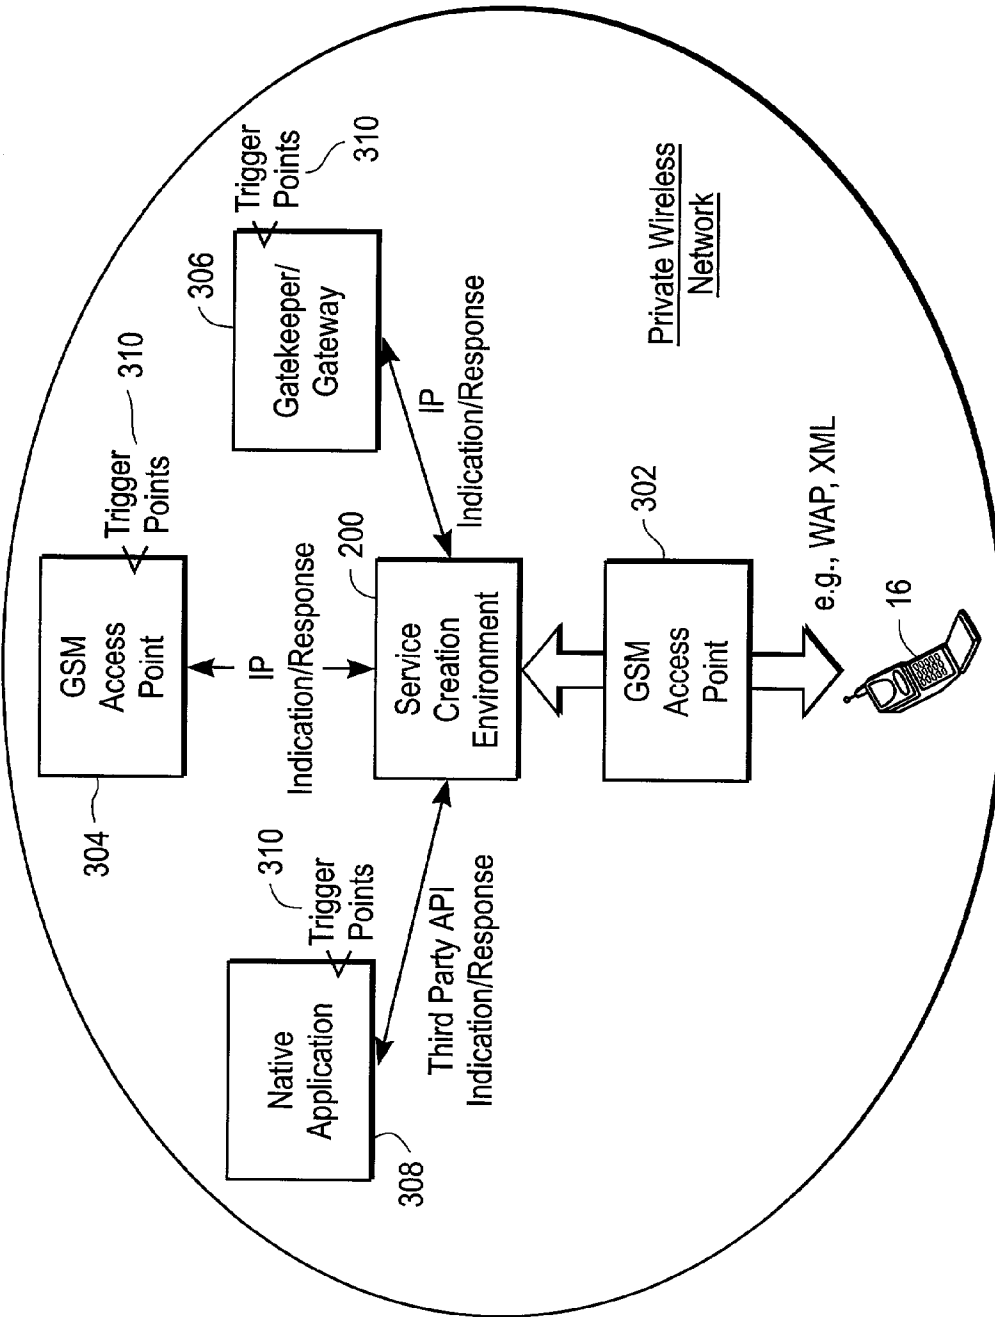 304
GSM
Access
Point
Trigger
Points
310
IP
Indication/Response
Native
Application
308
310
Trigger
Points
306
Gatekeeper/
Gateway
Trigger
Points
310
Third Party API
Indication/Response
200
Service
Creation
Environment
IP
Indication/Response
302
GSM
Access
Point
Private Wireless
Network
e.g., WAP, XML
16